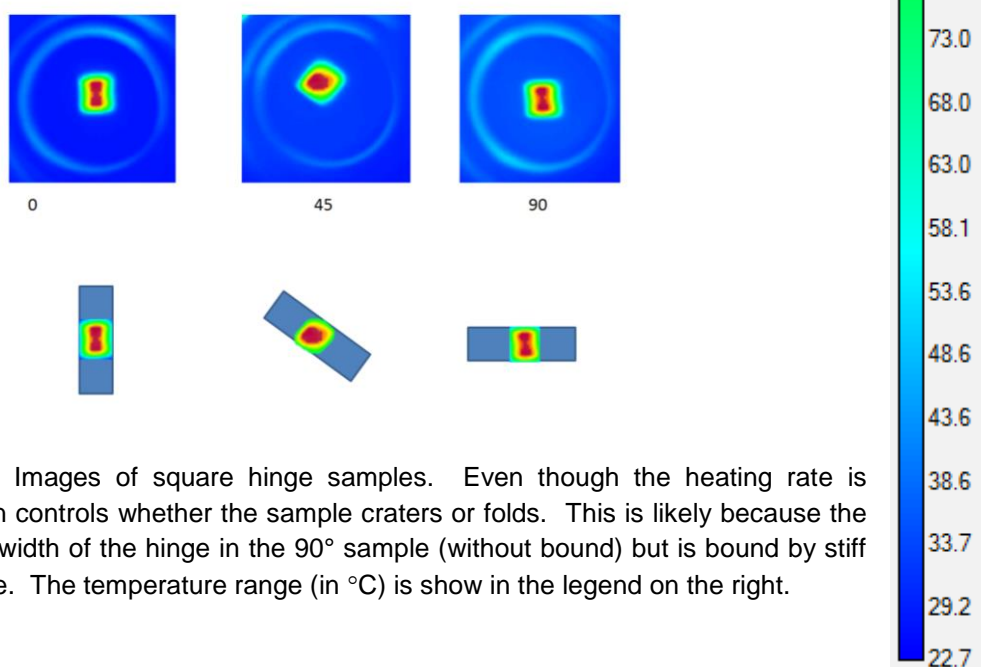 0 45 90
Images of square hinge samples. Even though the heating rate is
controls whether the sample craters or folds. This is likely because the
width of the hinge in the 90° sample (without bound) but is bound by stiff
The temperature range (in °C) is show in the legend on the right.
73.0
68.0
63.0
58.1
53.6
48.6
43.6
38.6
33.7
29.2
22.7